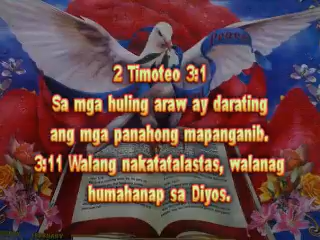 2 Timoteo 3:1
Sa mga huling araw ay darating
ang mga panahong mapanganib.
3:11 Walang nakatatalastas, walanag
humahanap sa Diyos.